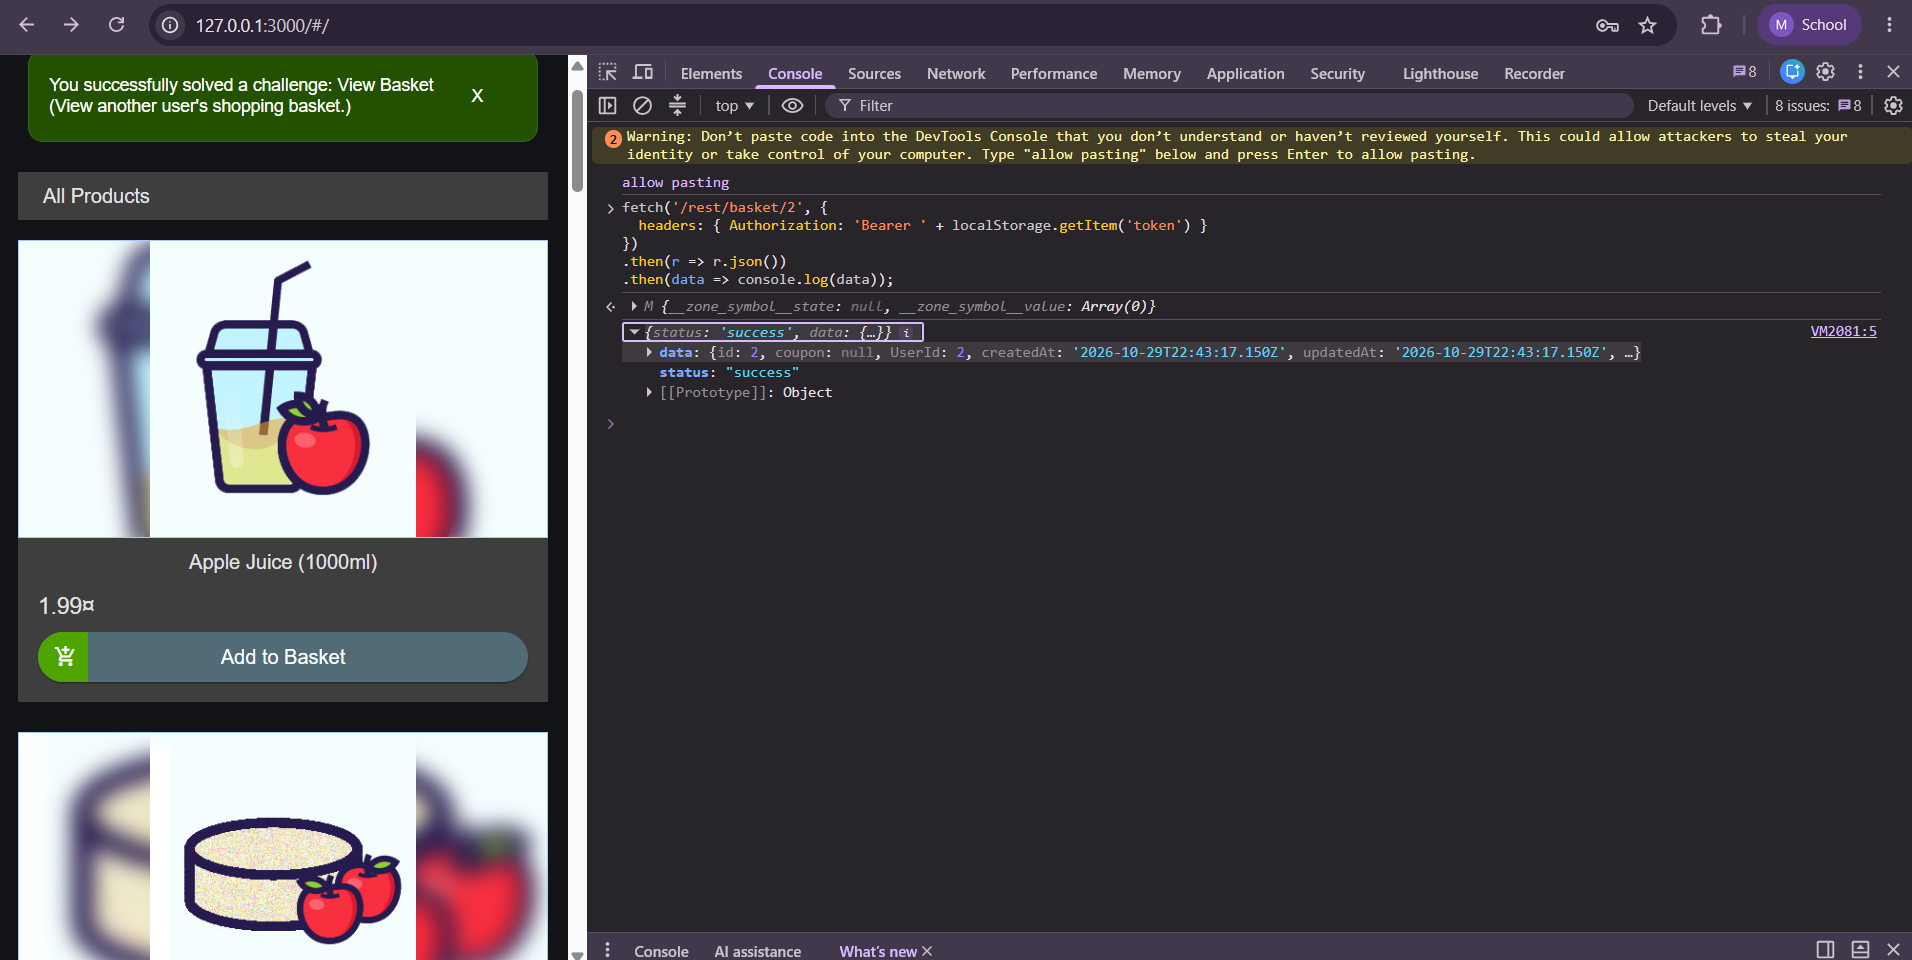 127.0.0.1:3000/#/
M School
You successfully solved a challenge: View Basket
(View another user's shopping basket.)
X
All Products
Apple Juice (1000ml)
1.99¤
Add to Basket
Elements Console Sources Network Performance Memory Application Security Lighthouse Recorder 8
top Filter Default levels 8 issues: 8
2 Warning: Don’t paste code into the DevTools Console that you don’t understand or haven’t reviewed yourself. This could allow attackers to steal your
identity or take control of your computer. Type "allow pasting" below and press Enter to allow pasting.
allow pasting
fetch('/rest/basket/2', {
headers: { Authorization: 'Bearer ' + localStorage.getItem('token') }
})
.then(r => r.json())
.then(data => console.log(data));
M {__zone_symbol__state: null, __zone_symbol__value: Array(0)}
{status: 'success', data: {…}} i VM2081:5
data: {id: 2, coupon: null, UserId: 2, createdAt: '2026-10-29T22:43:17.150Z', updatedAt: '2026-10-29T22:43:17.150Z', …}
status: "success"
[[Prototype]]: Object
Console AI assistance What's new